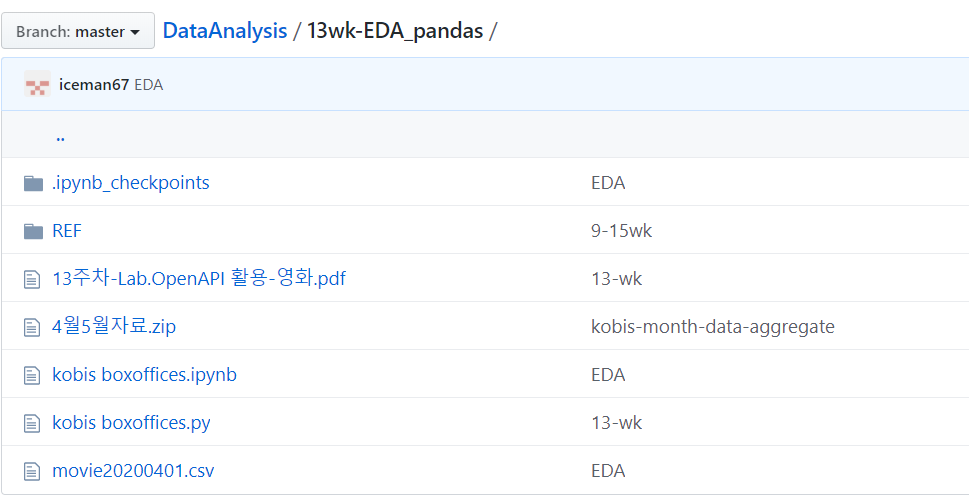 Branch: master DataAnalysis / 13wk-EDA_pandas /
iceman67 EDA
..
.ipynb_checkpoints EDA
REF 9-15wk
13주차-Lab.OpenAPI 활용-영화.pdf 13-wk
4월5월자료.zip kobis-month-data-aggregate
kobis boxoffices.ipynb EDA
kobis boxoffices.py 13-wk
movie20200401.csv EDA